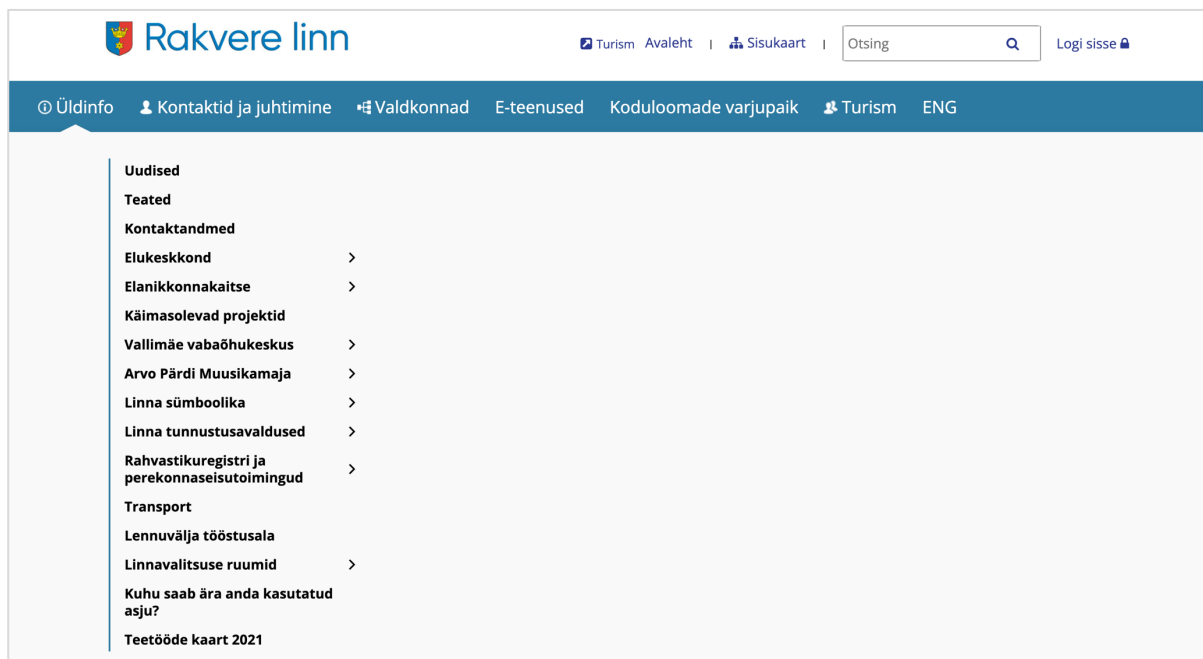 Rakvere linn
Turism Avaleht | Sisukaart | Otsing Logi sisse
Üldinfo Kontaktid ja juhtimine Valdkonnad E-teenused Koduloomade varjupaik Turism ENG
Uudised
Teated
Kontaktandmed
Elukeskkond
Elanikkonnakaitse
Käimasolevad projektid
Vallimäe vabaõhukeskus
Arvo Pärdi Muusikamaja
Linna sümboolika
Linna tunnustusavaldused
Rahvastikuregistri ja
perekonnaseisutoimingud
Transport
Lennuvälja tööstusala
Linnavalitsuse ruumid
Kuhu saab ära anda kasutatud
asju?
Teetööde kaart 2021